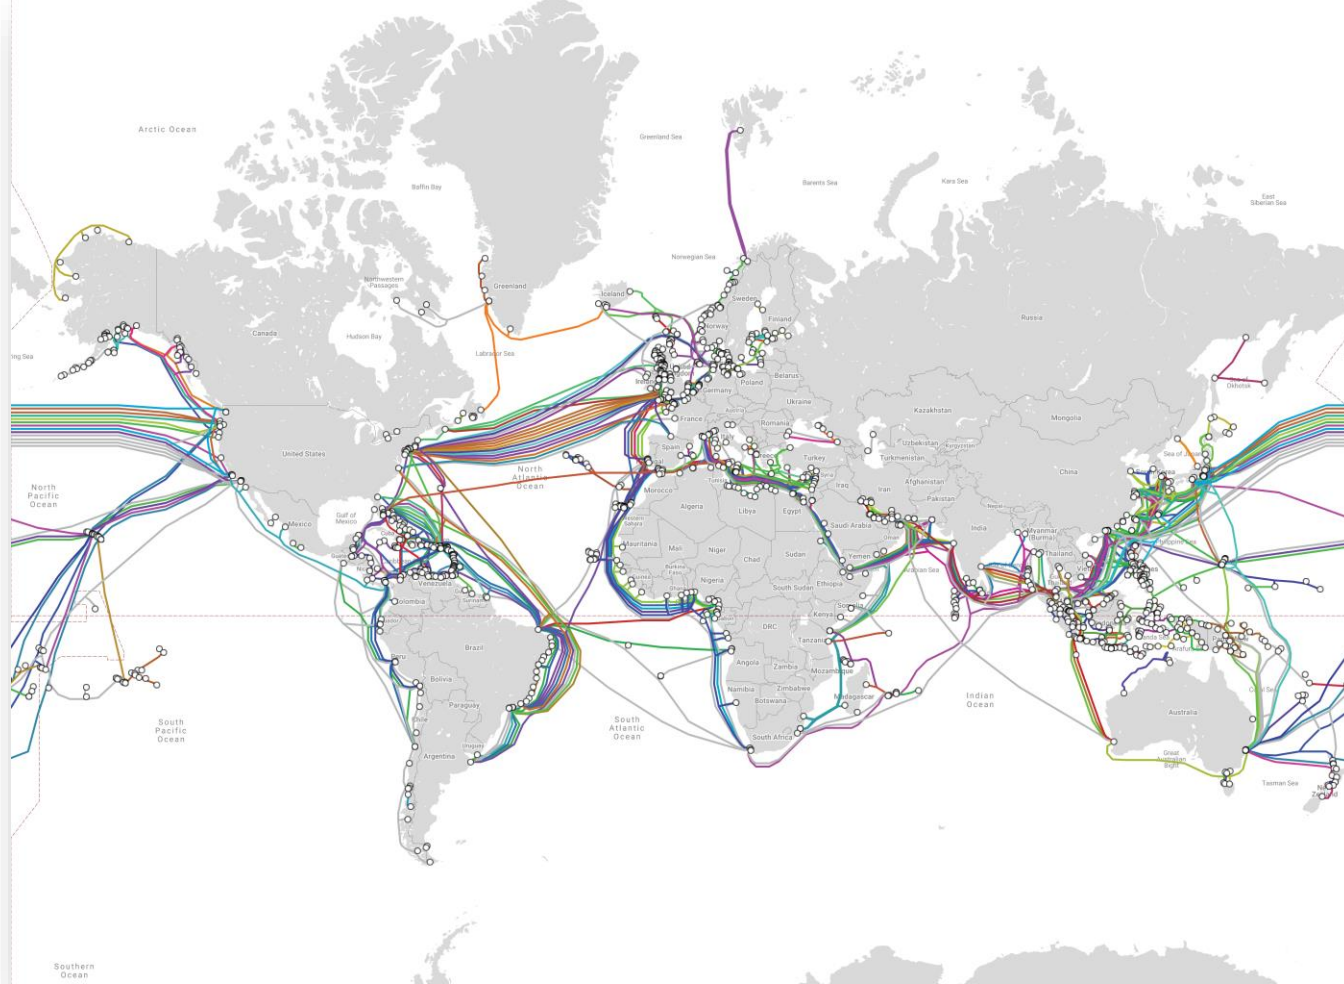 Arctic Ocean
Greenland Sea
Baffin Bay
Barents Sea
Kara Sea
East
Siberian Sea
Norwegian Sea
Northwestern
Passages
Greenland
Iceland
Sweden
Finland
Norway
Russia
Canada
Hudson Bay
Labrador Sea
ing Sea
Okhotsk
Poland
Belarus
Germany
Ukraine
Kazakhstan
Mongolia
France
Romania
United States
North
Atlantic
Ocean
Spain
Turkey
Uzbekistan
Kyrgyzstan
Turkmenistan
China
North
Pacific
Ocean
Gulf of
Mexico
Mexico
Morocco
Algeria
Libya
Egypt
Iraq
Iran
Afghanistan
Pakistan
Saudi Arabia
India
Myanmar
(Burma)
Thailand
Philippine Sea
Mauritania
Mali
Niger
Chad
Sudan
Yemen
Arabian Sea
Venezuela
Colombia
Nigeria
Ethiopia
South Sudan
Kenya
DRC
Tanzania
Brazil
Peru
Bolivia
Angola
Zambia
Mozambique
Zimbabwe
Madagascar
Namibia
Botswana
Indian
Ocean
Australia
Paraguay
Chile
Uruguay
Argentina
South
Pacific
Ocean
South
Atlantic
Ocean
South Africa
Great
Australian
Bight
Tasman Sea
Southern
Ocean